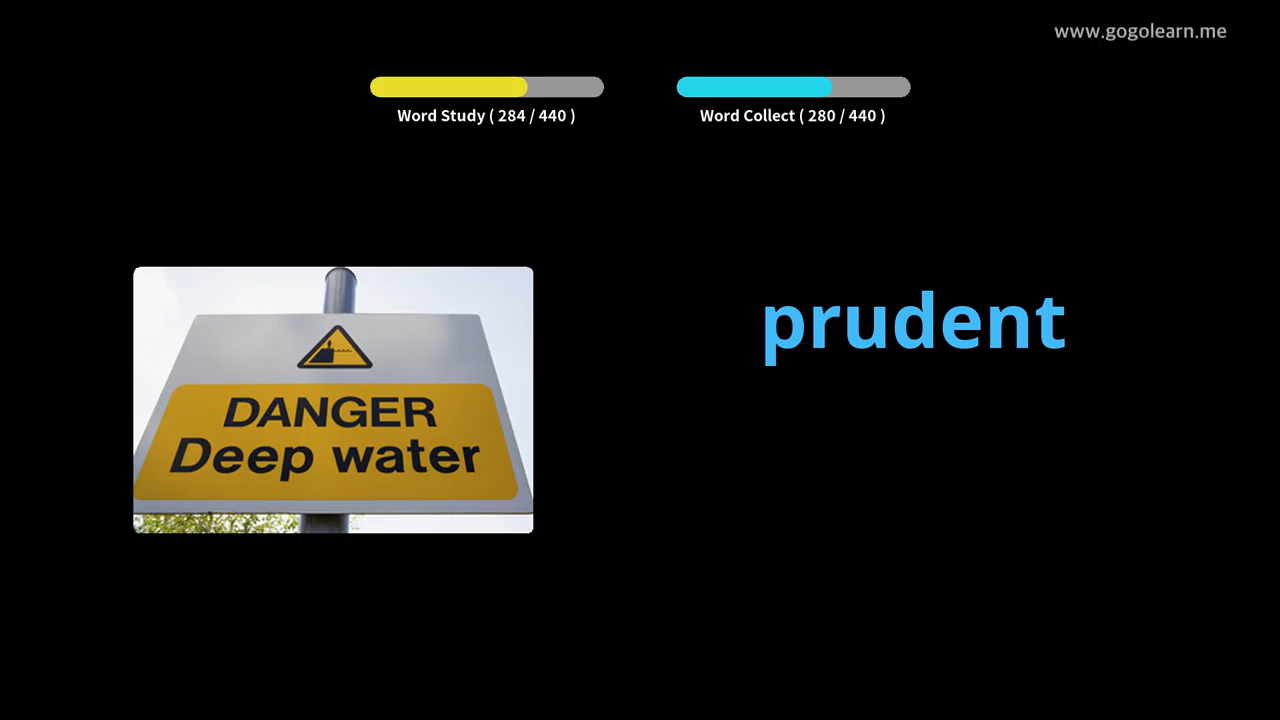 www.gogolearn.me
Word Study ( 284 / 440 )
Word Collect ( 280 / 440 )
DANGER
Deep water
prudent